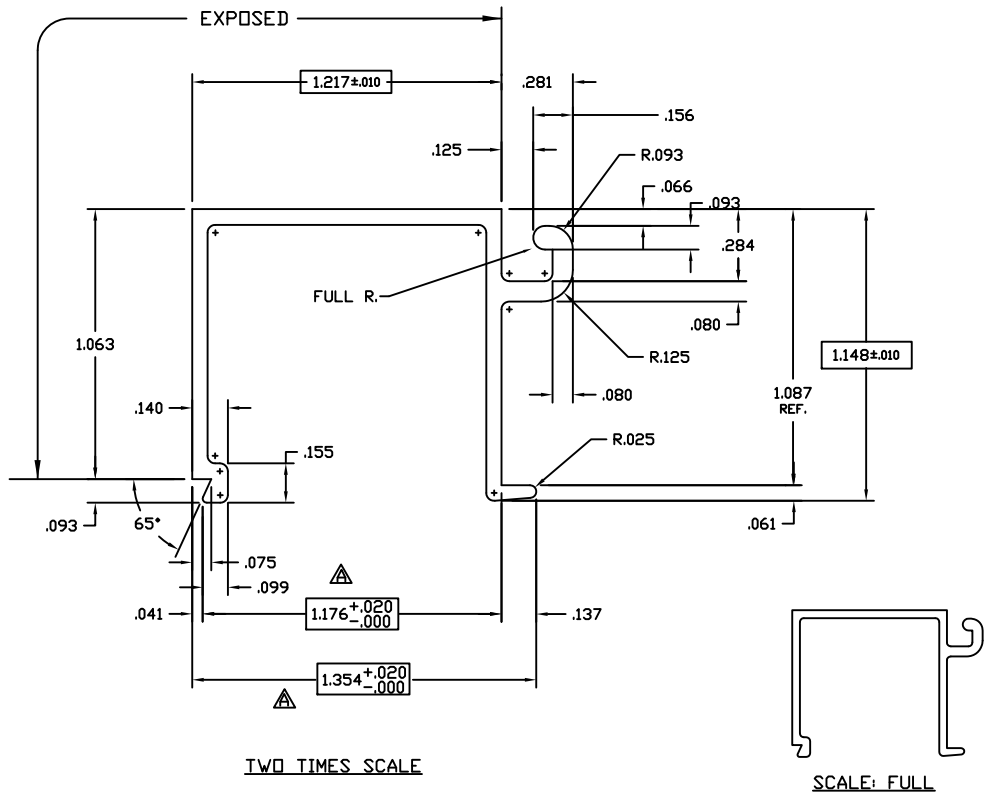 EXPOSED
1.217±.010
.281
.156
.125
R.093
.066
.093
.284
FULL R.
.080
1.063
R.125
1.148±.010
.080
1.087
REF.
.140
R.025
.155
.093
65°
.061
.075
.099
A
.041
1.176 +.020
-.000
.137
1.354 +.020
-.000
A
TWO TIMES SCALE
SCALE: FULL